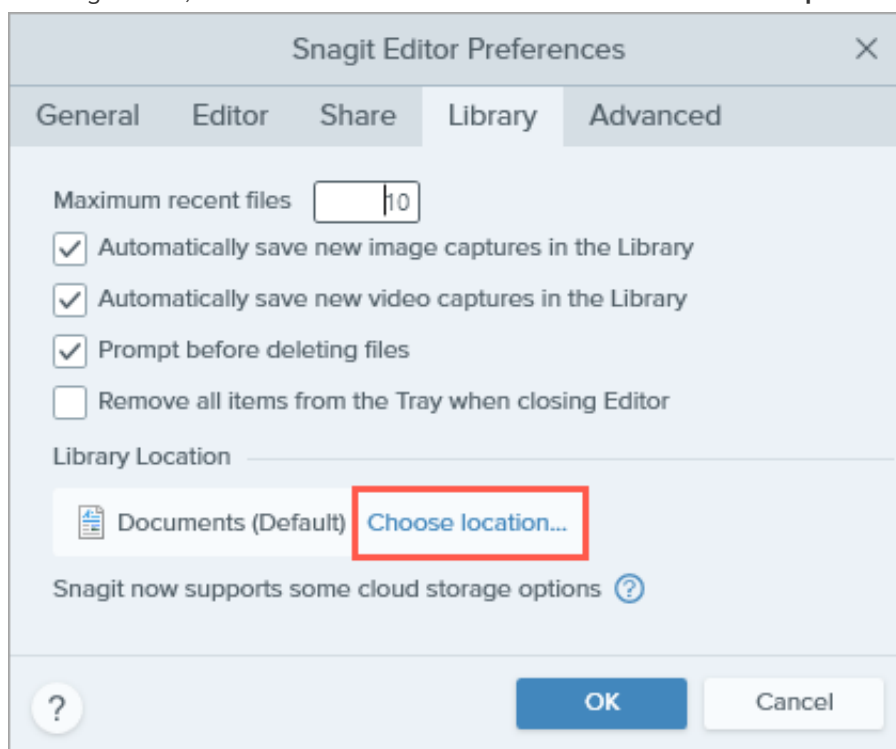 Snagit Editor Preferences
General Editor Share Library Advanced
Maximum recent files 10
Automatically save new image captures in the Library
Automatically save new video captures in the Library
Prompt before deleting files
Remove all items from the Tray when closing Editor
Library Location
Documents (Default) Choose location...
Snagit now supports some cloud storage options ?
? OK Cancel